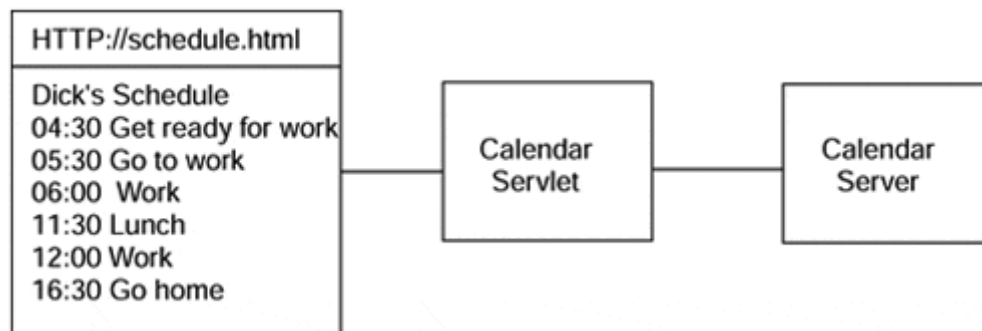 HTTP://schedule.html
Dick's Schedule
04:30 Get ready for work
05:30 Go to work
06:00 Work
11:30 Lunch
12:00 Work
16:30 Go home
Calendar
Servlet
Calendar
Server